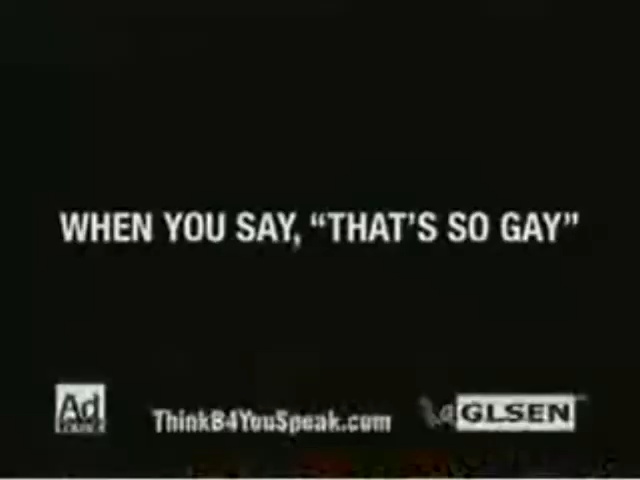 WHEN YOU SAY, “THAT’S SO GAY”
Ad
ThinkB4YouSpeak.com
GLSEN